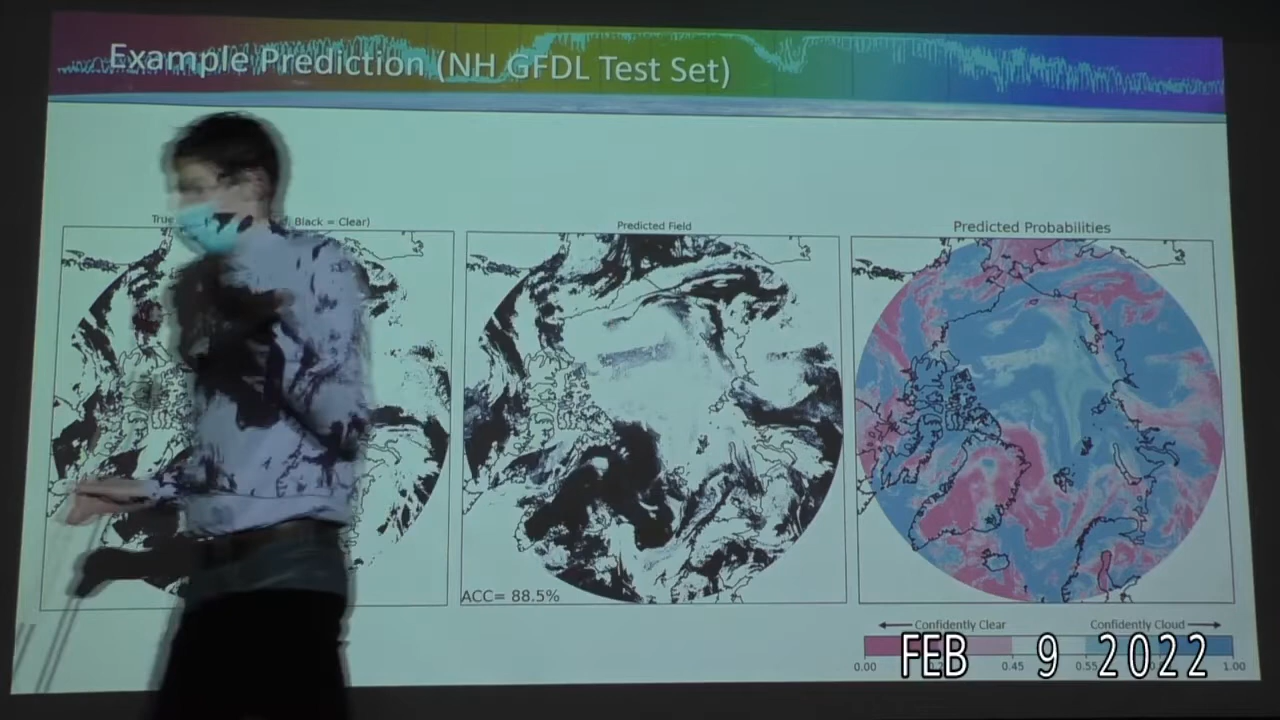 Example Prediction (NH GFDL Test Set)
True Black = Clear)
Predicted Field
Predicted Probabilities
ACC= 88.5%
Confidently Clear
Confidently Cloud
0.00 0.45 0.55 1.00
FEB 9 2022